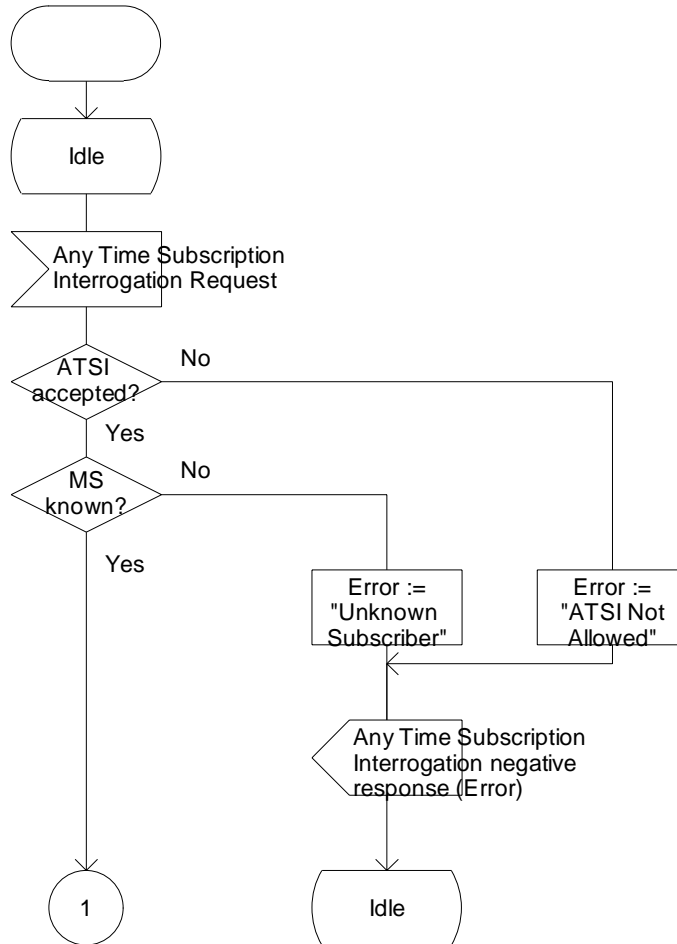 Idle
Any Time Subscription
Interrogation Request
ATSI
accepted?
No
Yes
MS
known?
No
Yes
Error :=
"Unknown
Subscriber"
Error :=
"ATSI Not
Allowed"
Any Time Subscription
Interrogation negative
response (Error)
1
Idle